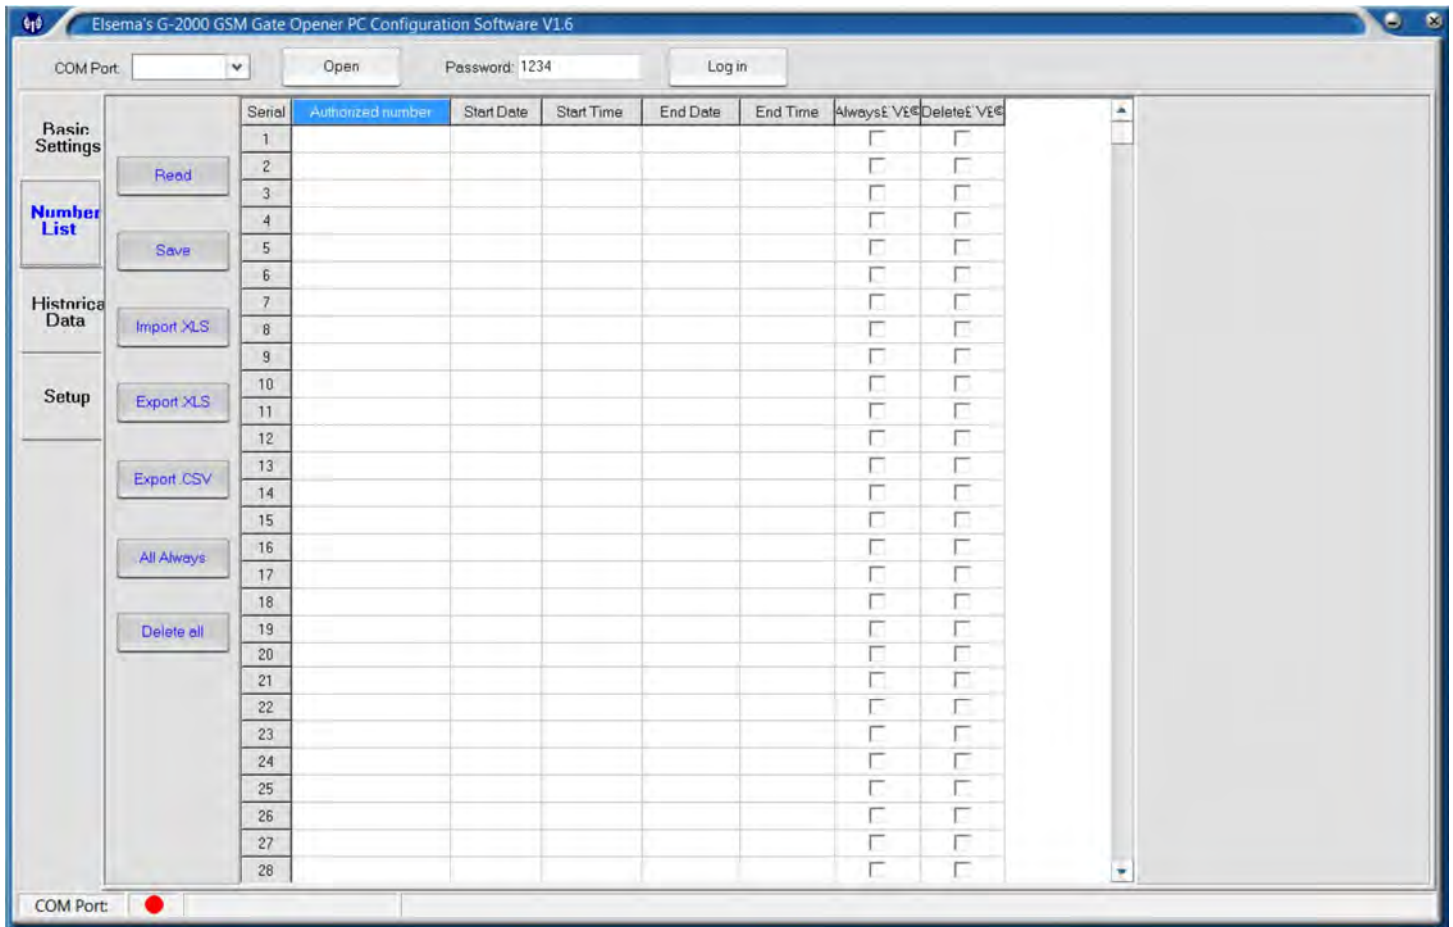 Elsema's G-2000 GSM Gate Opener PC Configuration Software V1.6
COM Port: Open Password: 1234 Log in
Basic
Settings
Number
List
Historica
Data
Setup
Read
Save
Import XLS
Export XLS
Export CSV
All Always
Delete all
Serial Authorized number Start Date Start Time End Date End Time Always£¨V£© Delete£¨V£©
1
2
3
4
5
6
7
8
9
10
11
12
13
14
15
16
17
18
19
20
21
22
23
24
25
26
27
28
COM Port: